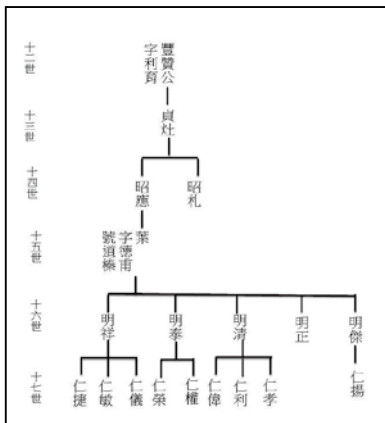 十二世
豐贊公
字利育
十三世
貞灶
十四世
昭札
昭應
十五世
葉
字德甫
號道榛
十六世
明傑
明正
明清
明泰
明祥
十七世
仁揚
仁孝
仁利
仁偉
仁權
仁榮
仁儀
仁敏
仁捷